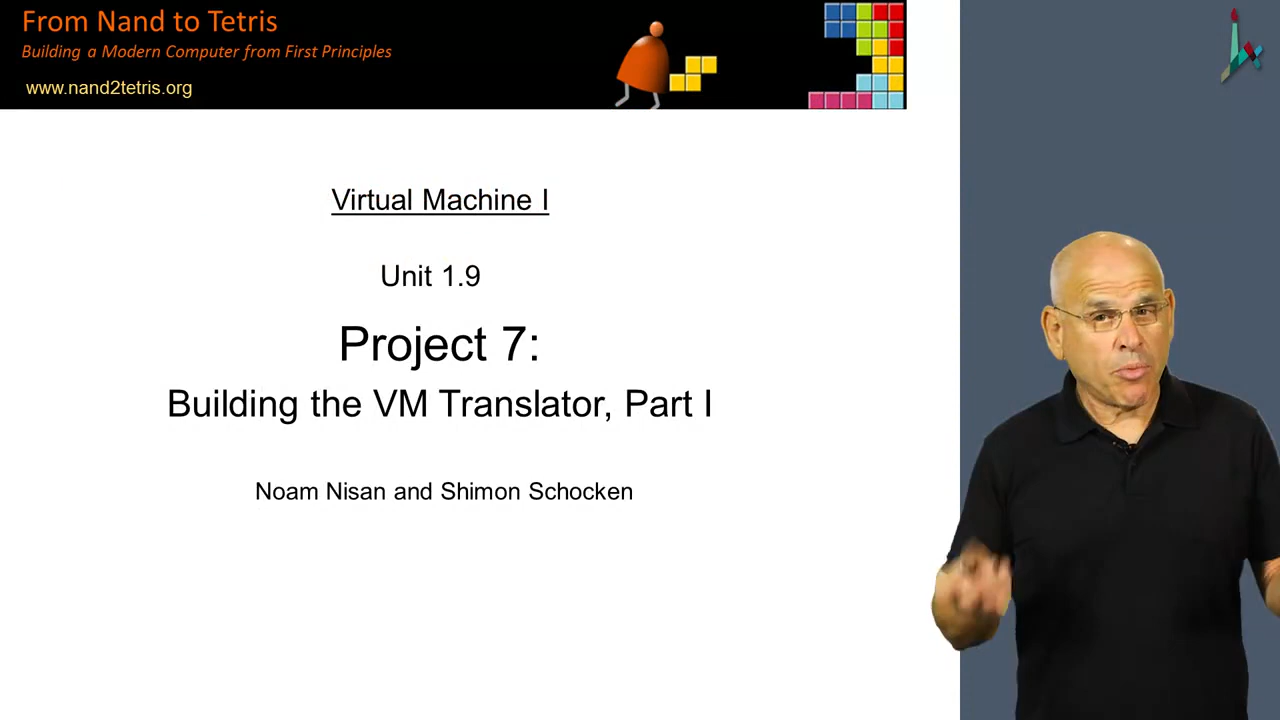 From Nand to Tetris
Building a Modern Computer from First Principles
www.nand2tetris.org
Virtual Machine I
Unit 1.9
Project 7:
Building the VM Translator, Part I
Noam Nisan and Shimon Schocken